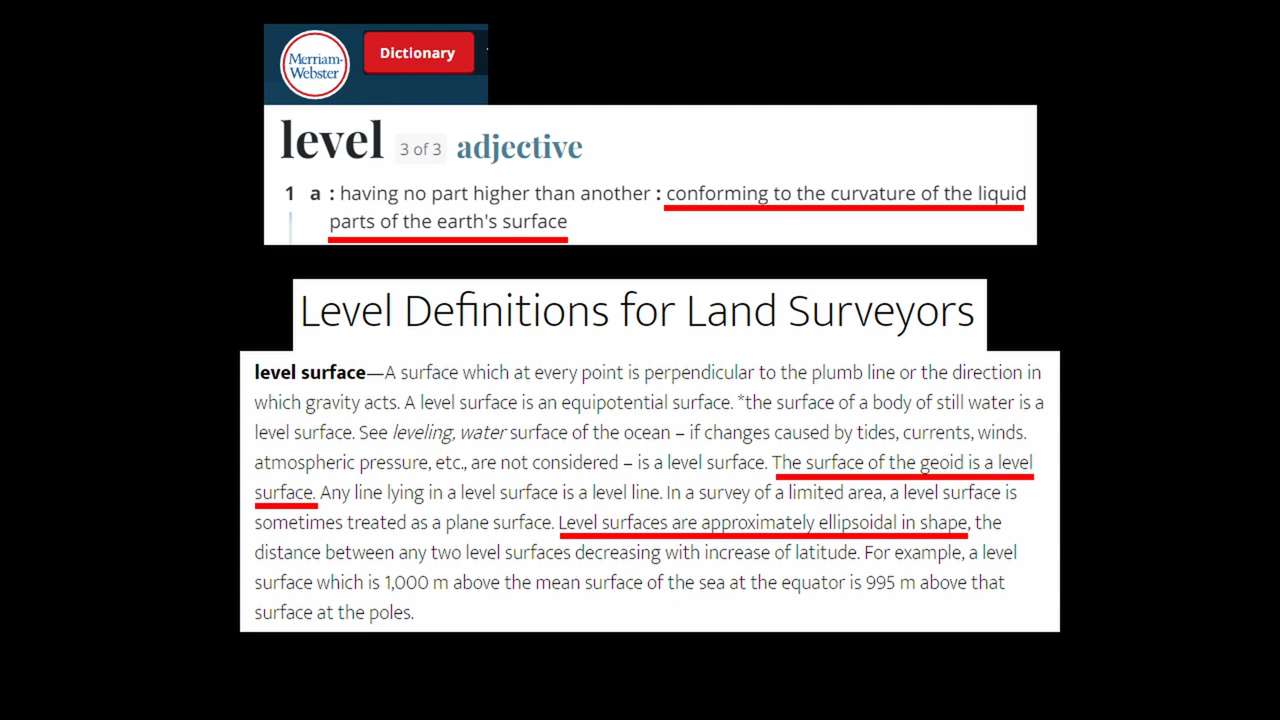 Merriam-
Webster
Dictionary
level 3 of 3 adjective
1 a : having no part higher than another : conforming to the curvature of the liquid
parts of the earth's surface
Level Definitions for Land Surveyors
level surface—A surface which at every point is perpendicular to the plumb line or the direction in
which gravity acts. A level surface is an equipotential surface. *the surface of a body of still water is a
level surface. See leveling, water surface of the ocean – if changes caused by tides, currents, winds.
atmospheric pressure, etc., are not considered – is a level surface. The surface of the geoid is a level
surface. Any line lying in a level surface is a level line. In a survey of a limited area, a level surface is
sometimes treated as a plane surface. Level surfaces are approximately ellipsoidal in shape, the
distance between any two level surfaces decreasing with increase of latitude. For example, a level
surface which is 1,000 m above the mean surface of the sea at the equator is 995 m above that
surface at the poles.